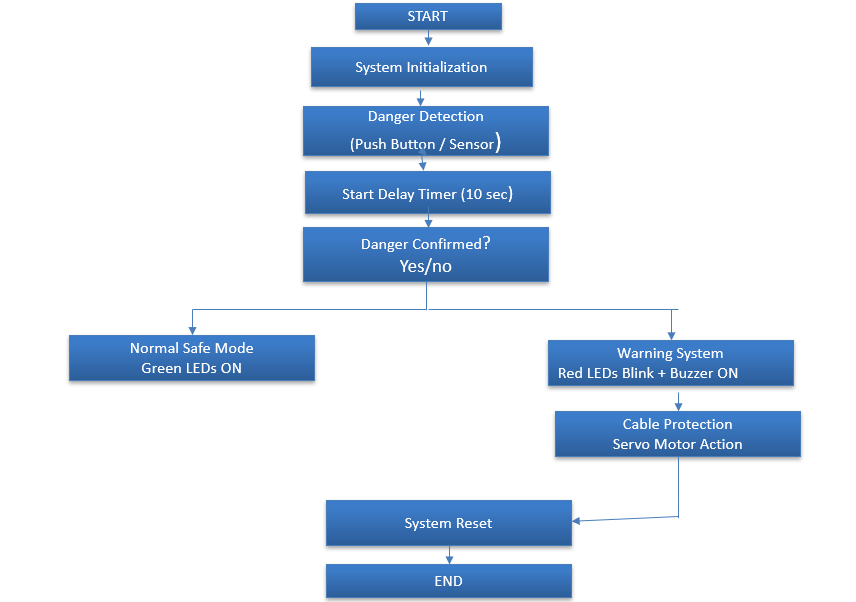 START
System Initialization
Danger Detection
(Push Button / Sensor)
Start Delay Timer (10 sec)
Danger Confirmed?
Yes/no
Normal Safe Mode
Green LEDs ON
Warning System
Red LEDs Blink + Buzzer ON
Cable Protection
Servo Motor Action
System Reset
END